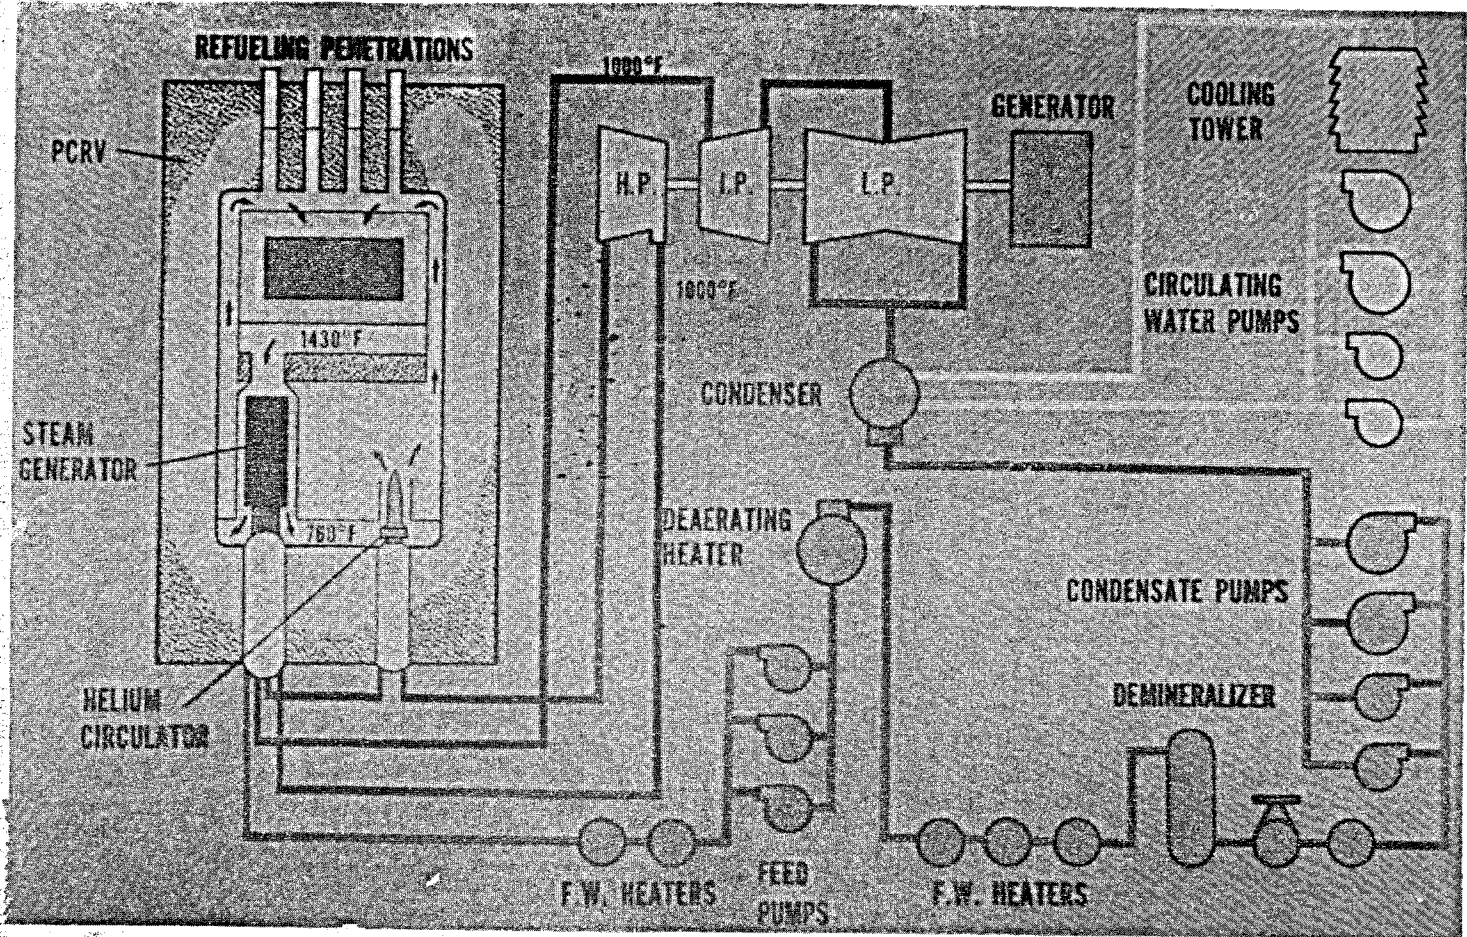 REFUELING PENETRATIONS
PCRV
1000°F
GENERATOR
COOLING
TOWER
H.P.
I.P.
L.P.
1000°F
CIRCULATING
WATER PUMPS
1430°F
CONDENSER
STEAM
GENERATOR
760°F
DEAERATING
HEATER
CONDENSATE PUMPS
HELIUM
CIRCULATOR
DEMINERALIZER
F.W. HEATERS
FEED
PUMPS
F.W. HEATERS